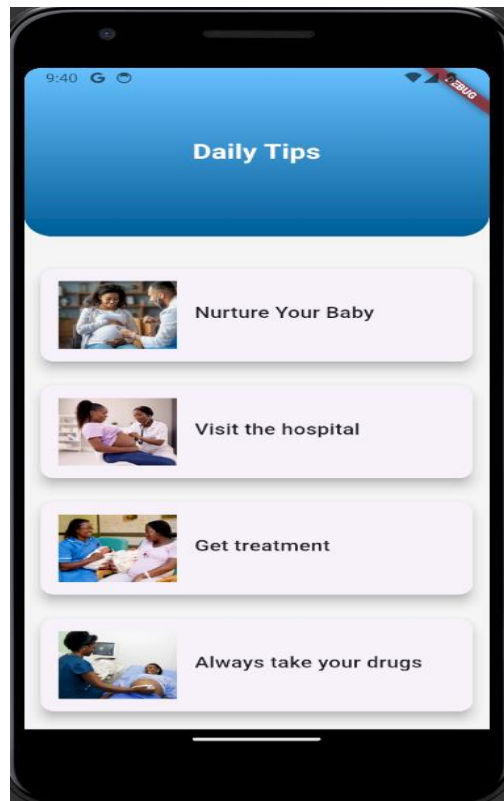 9:40 G
DEBUG
Daily Tips
Nurture Your Baby
Visit the hospital
Get treatment
Always take your drugs